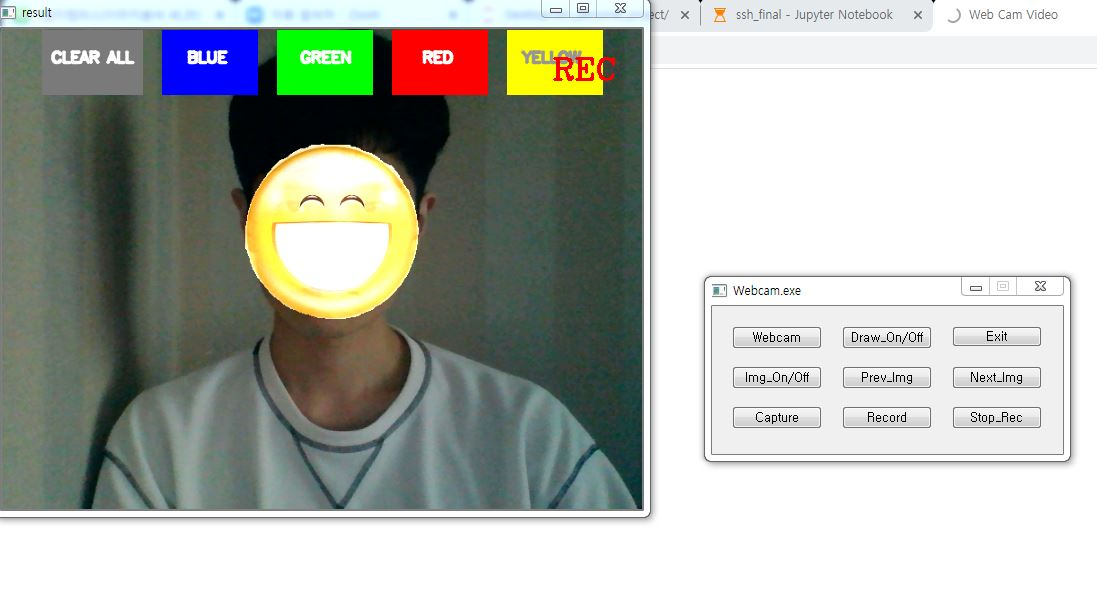 result
ect/
ssh_final - Jupyter Notebook
Web Cam Video
CLEAR ALL
BLUE
GREEN
RED
YELLOW
REC
Webcam.exe
Webcam
Draw_On/Off
Exit
Img_On/Off
Prev_Img
Next_Img
Capture
Record
Stop_Rec